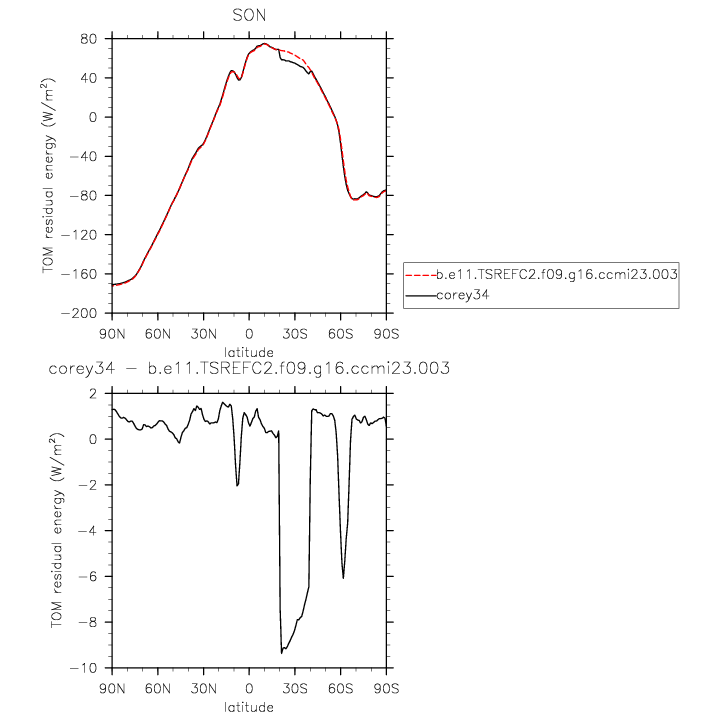 SON
TOM residual energy (W/m²)
80
40
0
−40
−80
−120
−160
−200
90N 60N 30N 0 30S 60S 90S
latitude
b.e11.TSREFC2.f09.g16.ccmi23.003
corey34
corey34 − b.e11.TSREFC2.f09.g16.ccmi23.003
TOM residual energy (W/m²)
2
0
−2
−4
−6
−8
−10
90N 60N 30N 0 30S 60S 90S
latitude